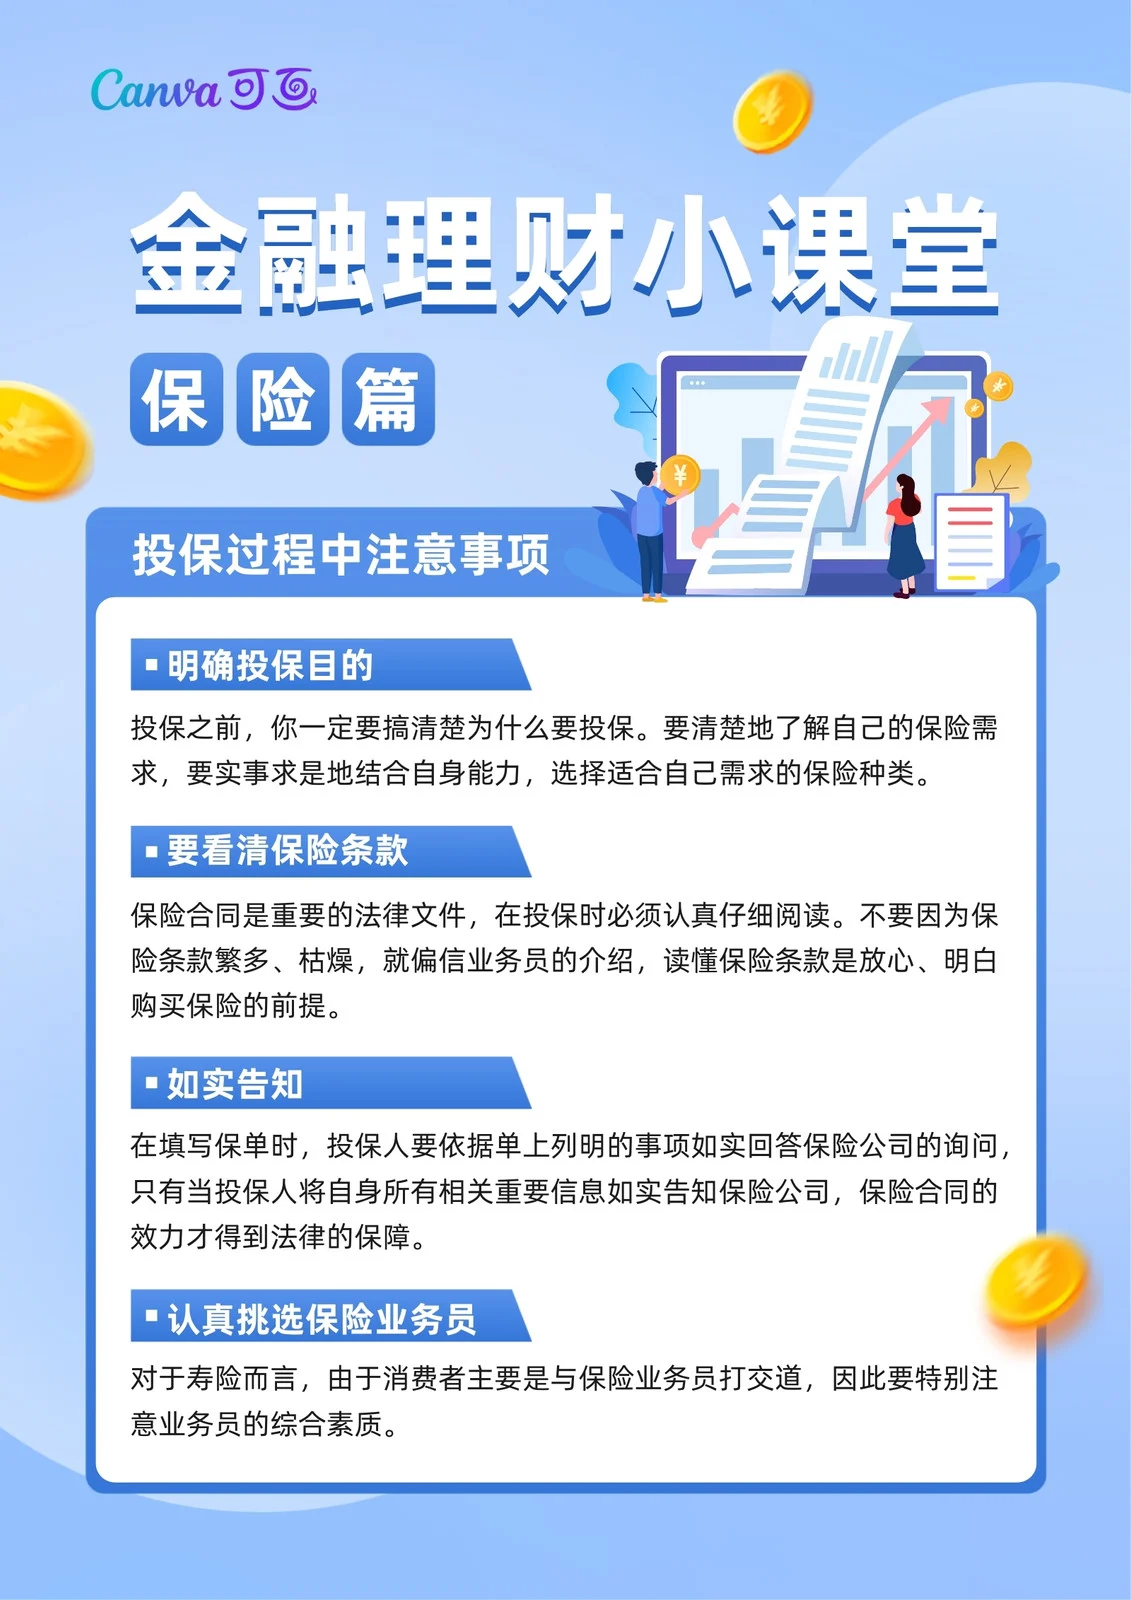 Canva可画
金融理财小课堂
保险篇
投保过程中注意事项
明确投保目的
投保之前，你一定要搞清楚为什么要投保。要清楚地了解自己的保险需
求，要实事求是地结合自身能力，选择适合自己需求的保险种类。
要看清保险条款
保险合同是重要的法律文件，在投保时必须认真仔细阅读。不要因为保
险条款繁多、枯燥，就偏信业务员的介绍，读懂保险条款是放心、明白
购买保险的前提。
如实告知
在填写保单时，投保人要依据单上列明的事项如实回答保险公司的询问，
只有当投保人将自身所有相关重要信息如实告知保险公司，保险合同的
效力才得到法律的保障。
认真挑选保险业务员
对于寿险而言，由于消费者主要是与保险业务员打交道，因此要特别注
意业务员的综合素质。